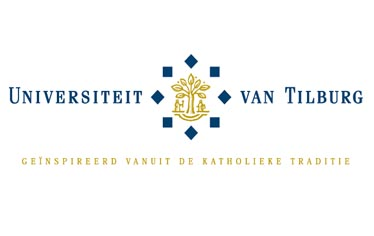 UNIVERSITEIT VAN TILBURG
GEÏNSPIREERD VANUIT DE KATHOLIEKE TRADITIE